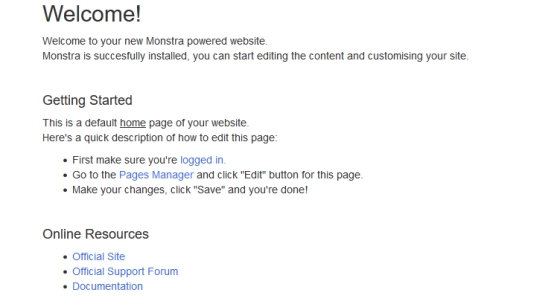 Welcome!
Welcome to your new Monstra powered website.
Monstra is succesfully installed, you can start editing the content and customising your site.
Getting Started
This is a default home page of your website.
Here's a quick description of how to edit this page:
• First make sure you're logged in.
• Go to the Pages Manager and click "Edit" button for this page.
• Make your changes, click "Save" and you're done!
Online Resources
• Official Site
• Official Support Forum
• Documentation